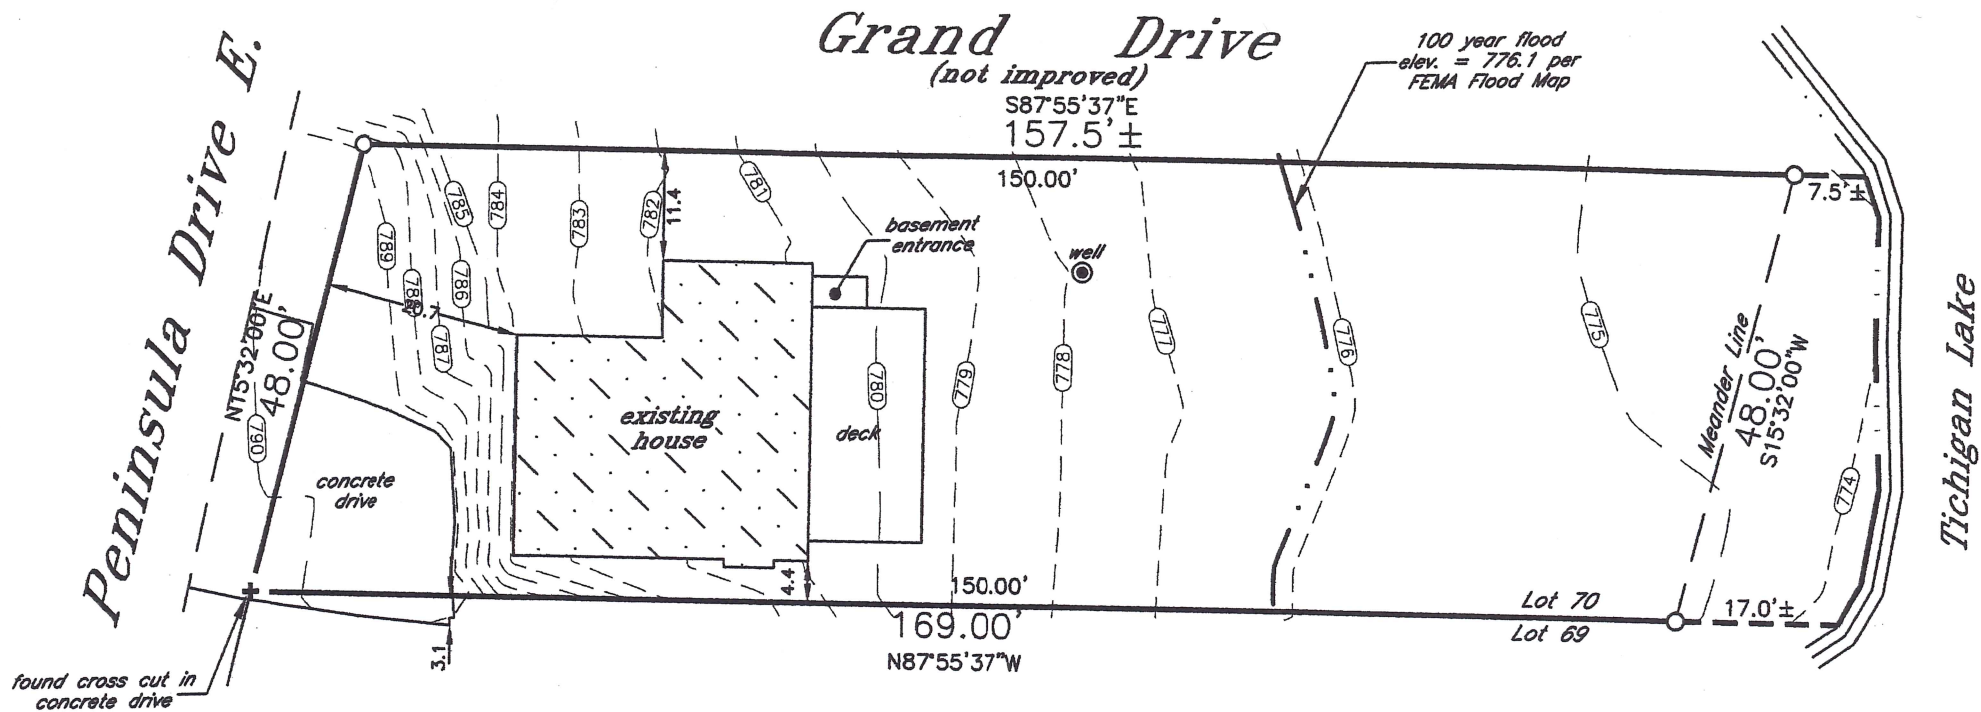 Grand Drive
(not improved)
S87°55'37"E
157.5'±
150.00'
100 year flood
elev. = 776.1 per
FEMA Flood Map
7.5'±
Peninsula Drive E.
N15°32'00"E
48.00'
790
789
787
786
785
784
783
782
11.4
781
basement
entrance
well
780
779
778
777
776
775
774
existing
house
deck
concrete
drive
Meander Line
48.00'
S15°32'00"W
Tichigan Lake
4.4
150.00'
169.00'
N87°55'37"W
Lot 70
Lot 69
17.0'±
3.1
found cross cut in
concrete drive